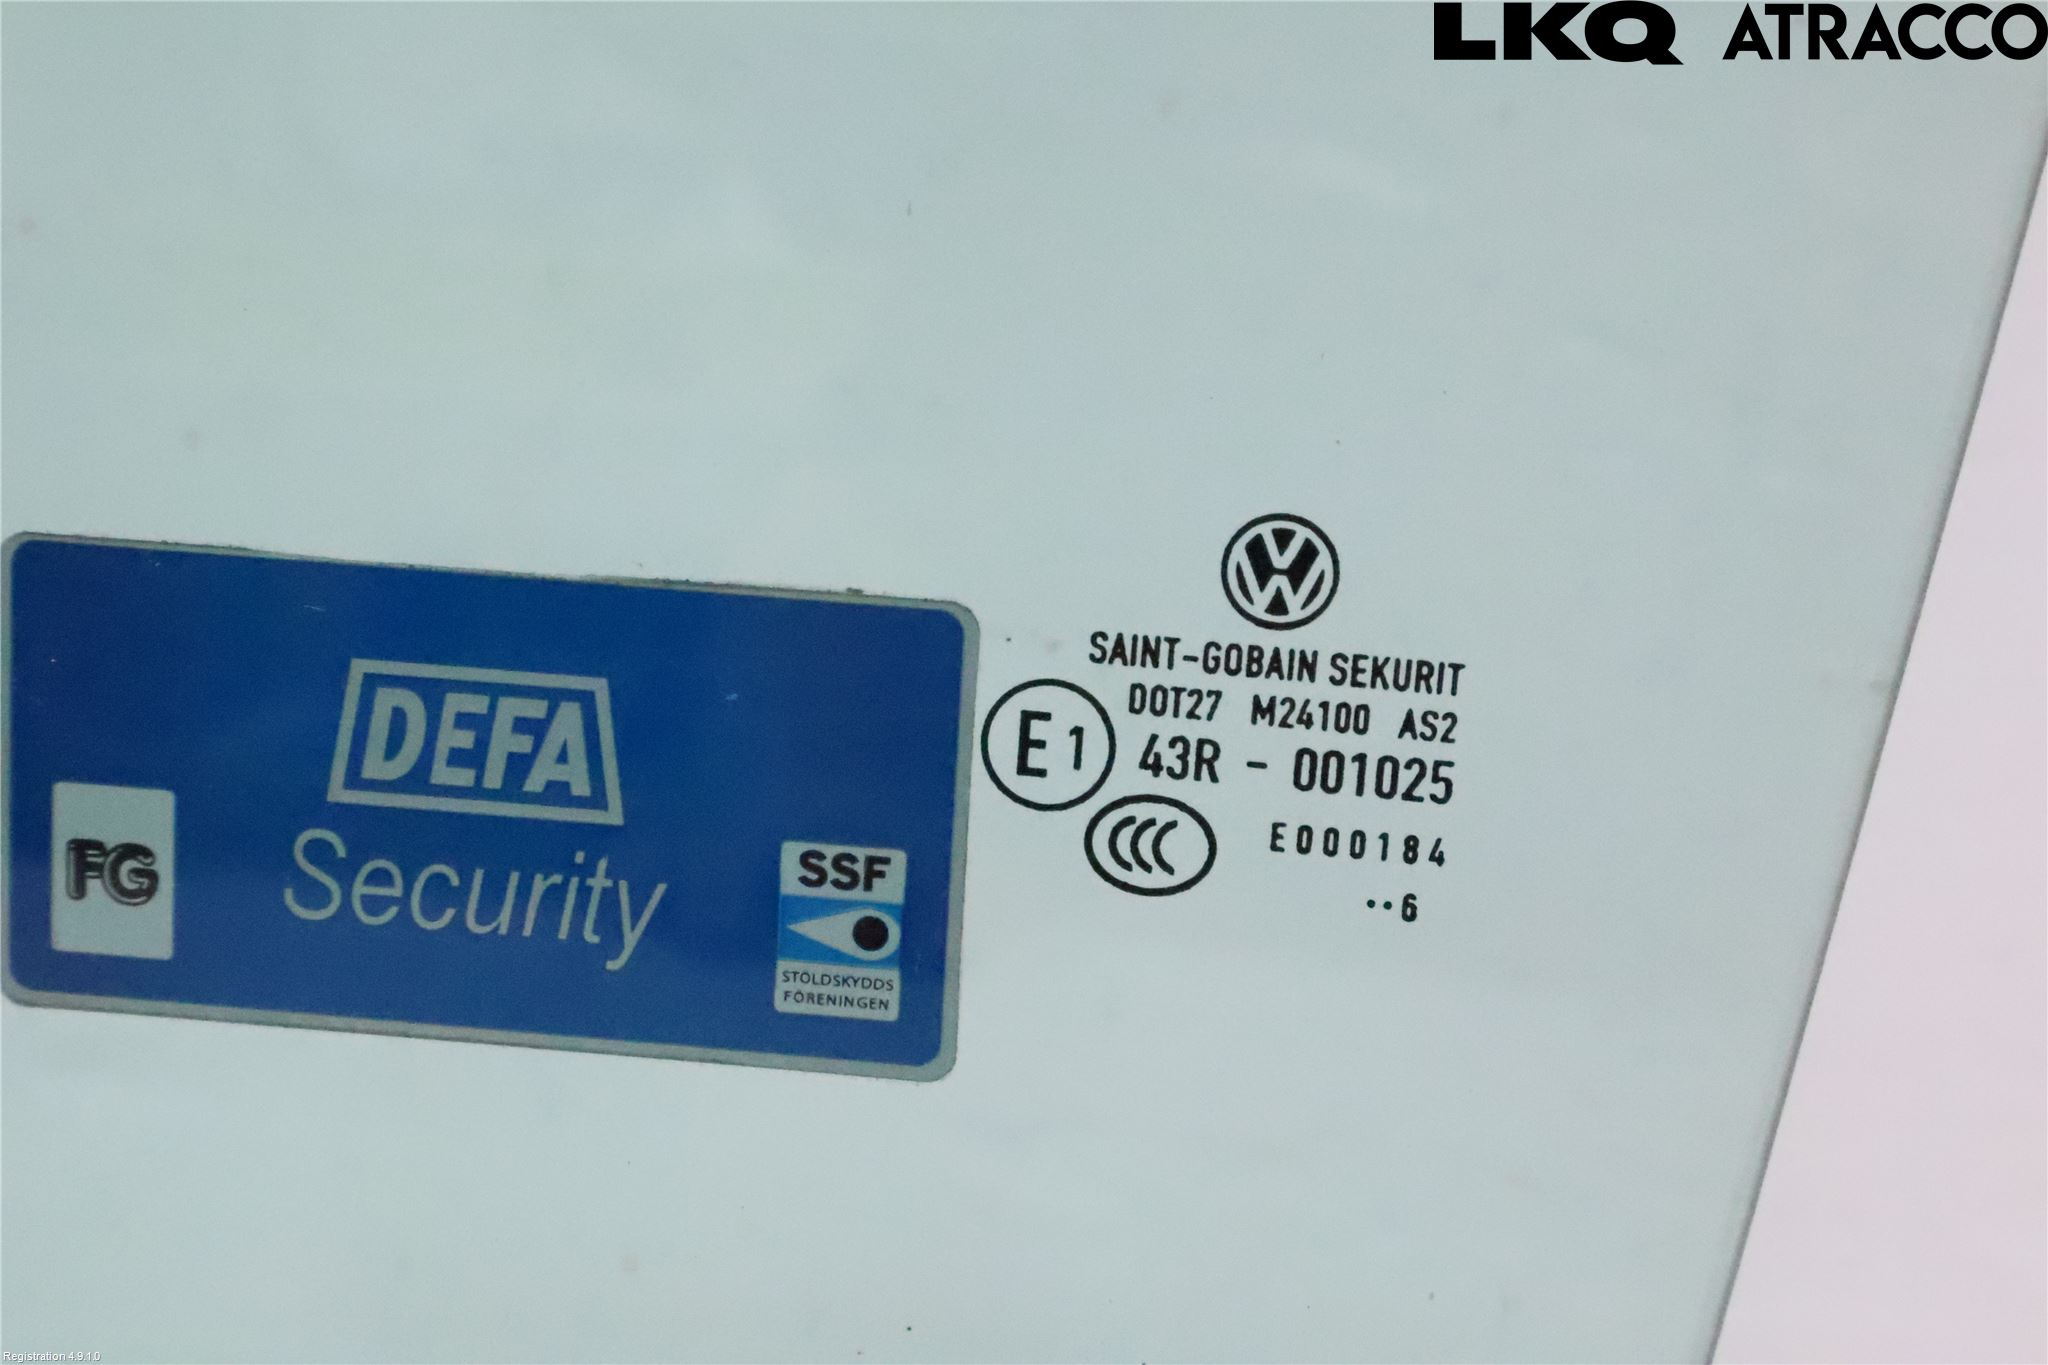 LKQ ATRACCO
SAINT-GOBAIN SEKURIT
DOT27 M24100 AS2
E1 43R - 001025
CCC E000184
··6
DEFA
Security
FG
SSF
STÖLDSKYDDS
FÖRENINGEN
Registration 4.9.1.0